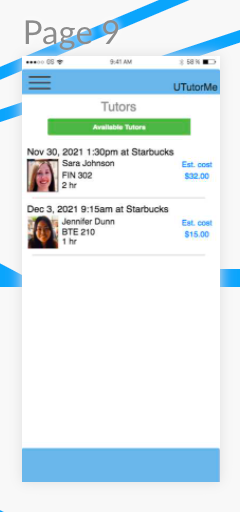 Page 9
9:41 AM
58%
UTutorMe
Tutors
Available Tutors
Nov 30, 2021 1:30pm at Starbucks
Sara Johnson
Est. cost
FIN 302
$32.00
2 hr
Dec 3, 2021 9:15am at Starbucks
Jennifer Dunn
Est. cost
BTE 210
$15.00
1 hr